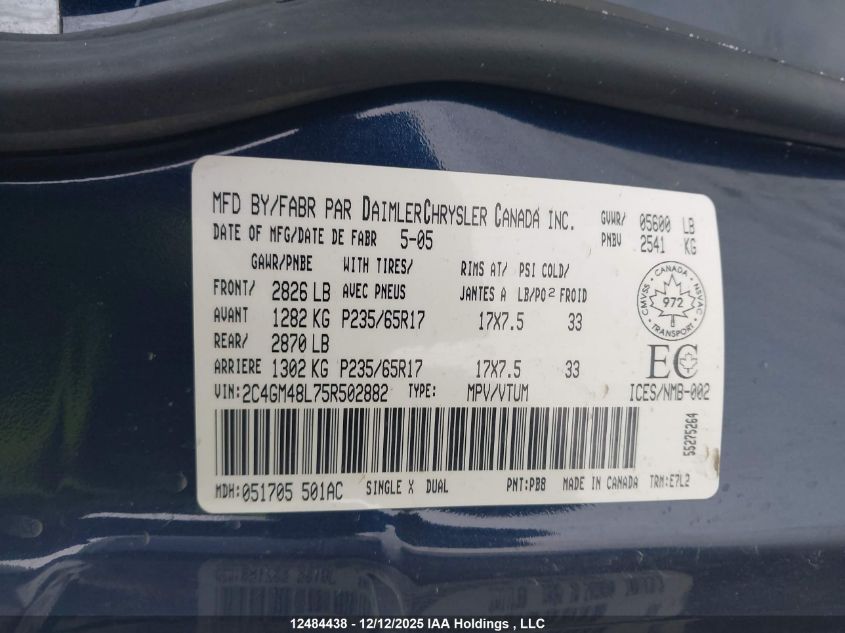 MFD BY/FABR PAR DAIMLERCHRYSLER CANADA INC. GVWR/ 05600 LB
DATE OF MFG/DATE DE FABR 5-05 PNBV 2541 KG
GAWR/PNBE WITH TIRES/ RIMS AT/ PSI COLD/
FRONT/ 2826 LB AVEC PNEUS JANTES A LB/PO2 FROID
AVANT 1282 KG P235/65R17 17X7.5 33
REAR/ 2870 LB
ARRIERE 1302 KG P235/65R17 17X7.5 33
CANADA
CMVSS NSVAC
972
TRANSPORT
EC
VIN: 2C4GM48L75R502882 TYPE: MPV/VTUM ICES/NMB-002
55275264
MDH: 051705 501AC SINGLE X DUAL PNT: PB8 MADE IN CANADA TRM: E7L2
12484438 - 12/12/2025 IAA Holdings , LLC